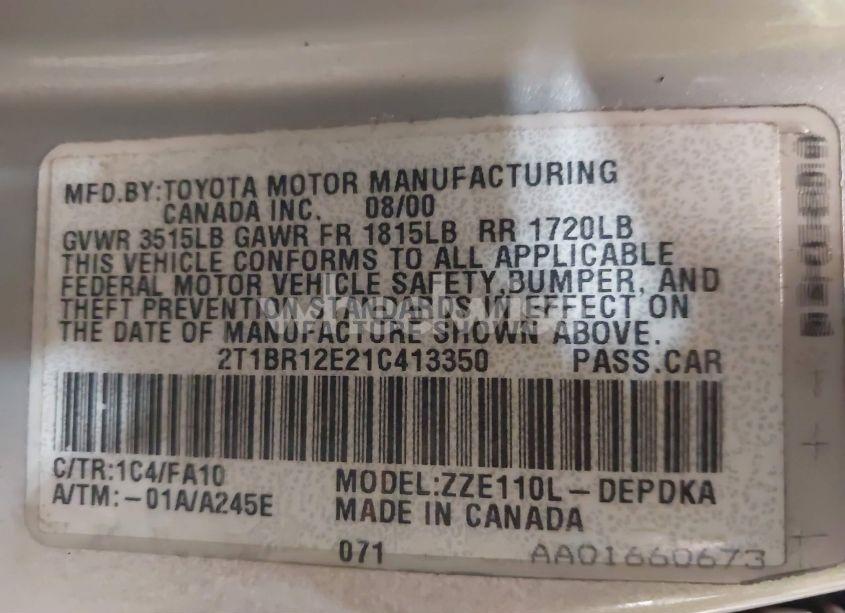 MFD.BY:TOYOTA MOTOR MANUFACTURING
CANADA INC. 08/00
GVWR 3515LB GAWR FR 1815LB RR 1720LB
THIS VEHICLE CONFORMS TO ALL APPLICABLE
FEDERAL MOTOR VEHICLE SAFETY,BUMPER, AND
THEFT PREVENTION STANDARDS IN EFFECT ON
THE DATE OF MANUFACTURE SHOWN ABOVE.
2T1BR12E21C413350 PASS.CAR
C/TR:1C4/FA10
A/TM:-01A/A245E
MODEL:ZZE110L-DEPDKA
MADE IN CANADA
071 AA01660673